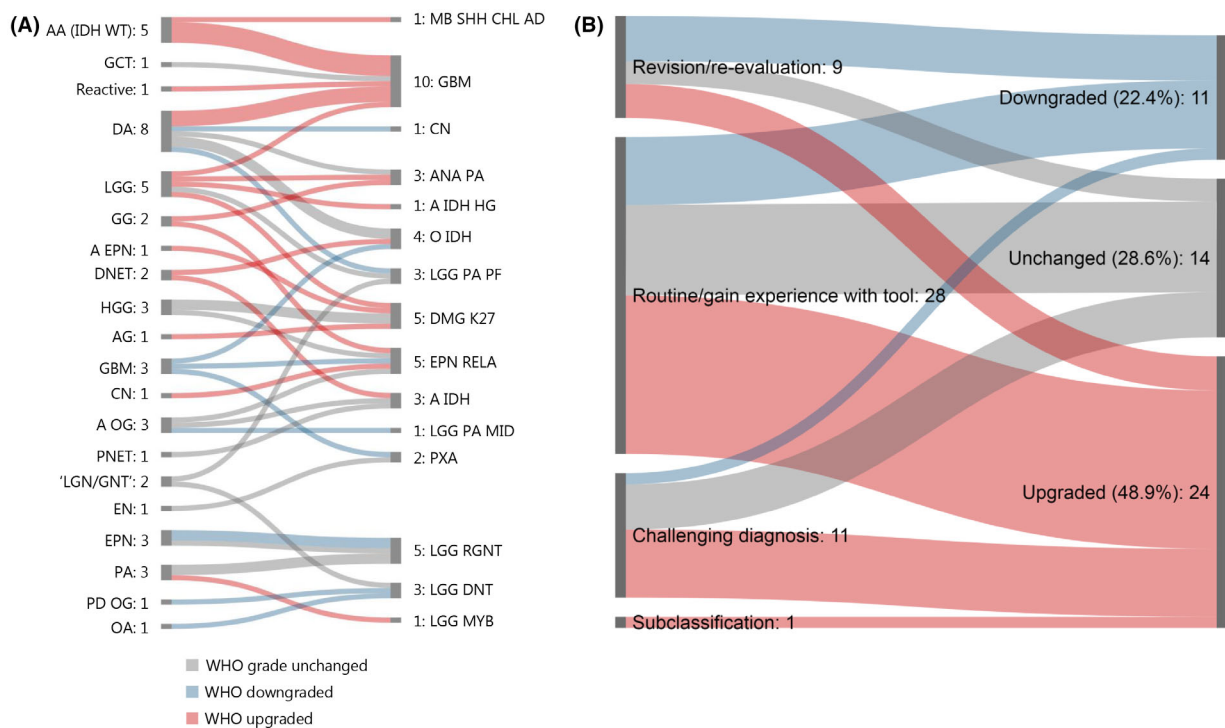 (A)
AA (IDH WT): 5
GCT: 1
Reactive: 1
DA: 8
LGG: 5
GG: 2
A EPN: 1
DNET: 2
HGG: 3
AG: 1
GBM: 3
CN: 1
A OG: 3
PNET: 1
'LGN/GNT': 2
EN: 1
EPN: 3
PA: 3
PD OG: 1
OA: 1
1: MB SHH CHL AD
10: GBM
1: CN
3: ANA PA
1: A IDH HG
4: O IDH
3: LGG PA PF
5: DMG K27
5: EPN RELA
3: A IDH
1: LGG PA MID
2: PXA
5: LGG RGNT
3: LGG DNT
1: LGG MYB
WHO grade unchanged
WHO downgraded
WHO upgraded
(B)
Revision/re-evaluation: 9
Routine/gain experience with tool: 28
Challenging diagnosis: 11
Subclassification: 1
Downgraded (22.4%): 11
Unchanged (28.6%): 14
Upgraded (48.9%): 24